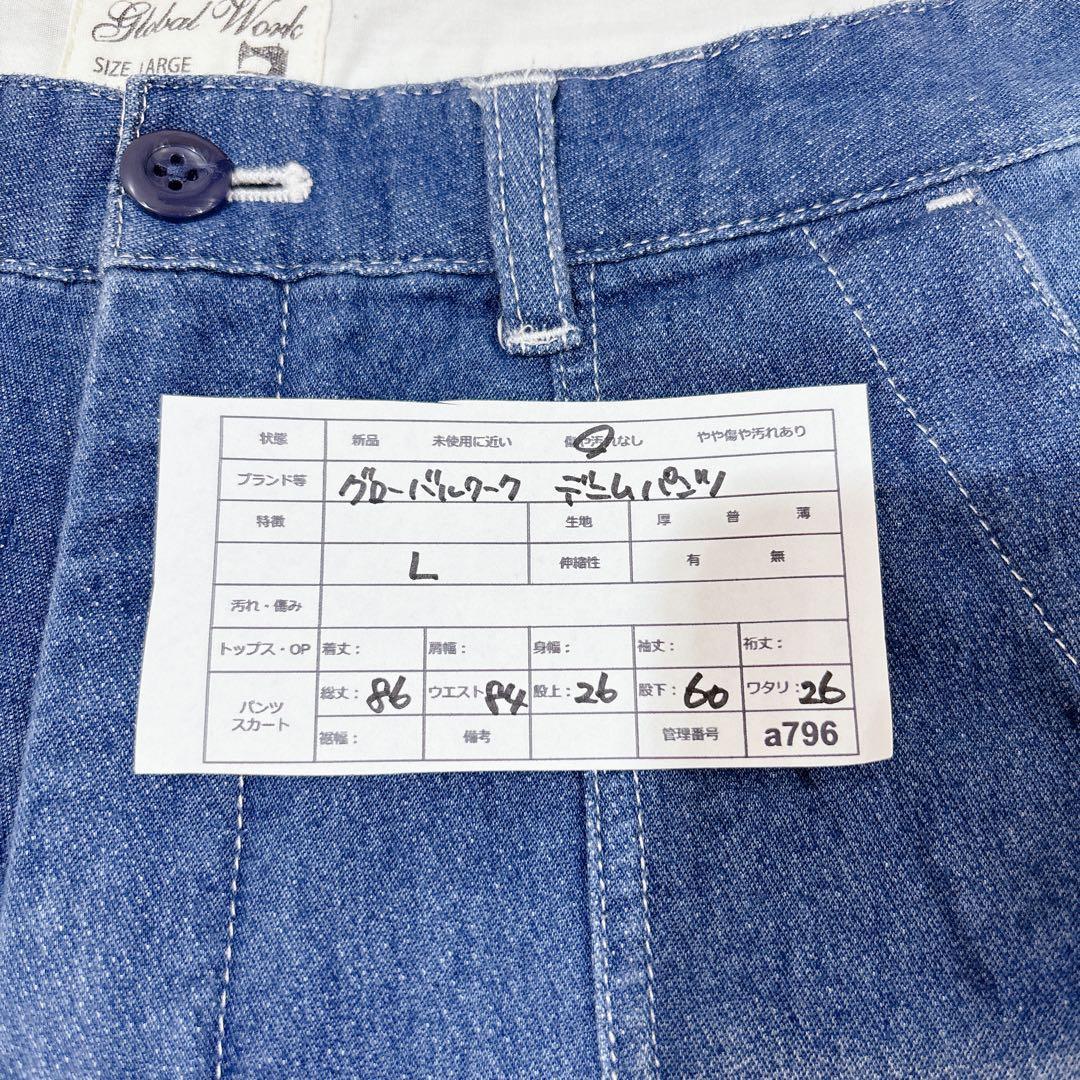 Global Work
SIZE LARGE
状態 新品 未使用に近い 傷や汚れなし やや傷や汚れあり
ブランド等 グローバルワーク デニムパンツ
特徴 生地 厚 普 薄
L 伸縮性 有 無
汚れ・傷み
トップス・OP 着丈: 肩幅: 身幅: 袖丈: 裄丈:
パンツ スカート 総丈: 86 ウエスト 84 股上: 26 股下: 60 ワタリ: 26
裾幅: 備考 管理番号 a796